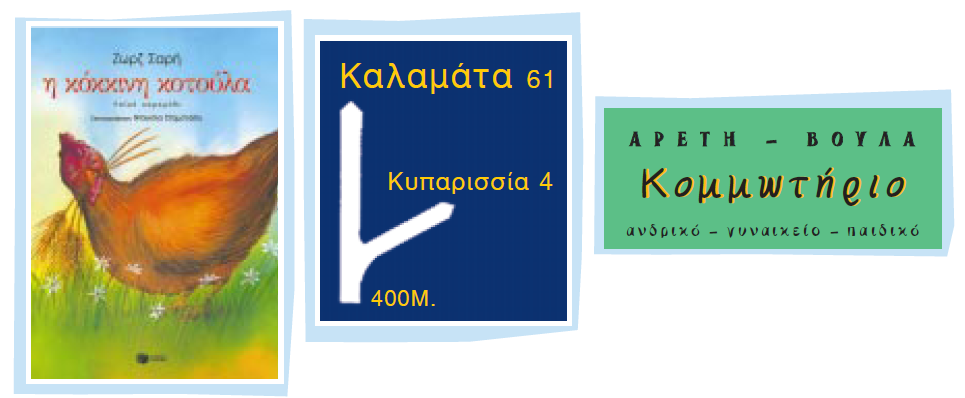 Ζωρζ Σαρή
η κόκκινη κοτούλα
Καλαμάτα 61
Κυπαρισσία 4
400Μ.
ΑΡΕΤΗ – ΒΟΥΛΑ
Κομμωτήριο
ανδρικό – γυναικείο – παιδικό